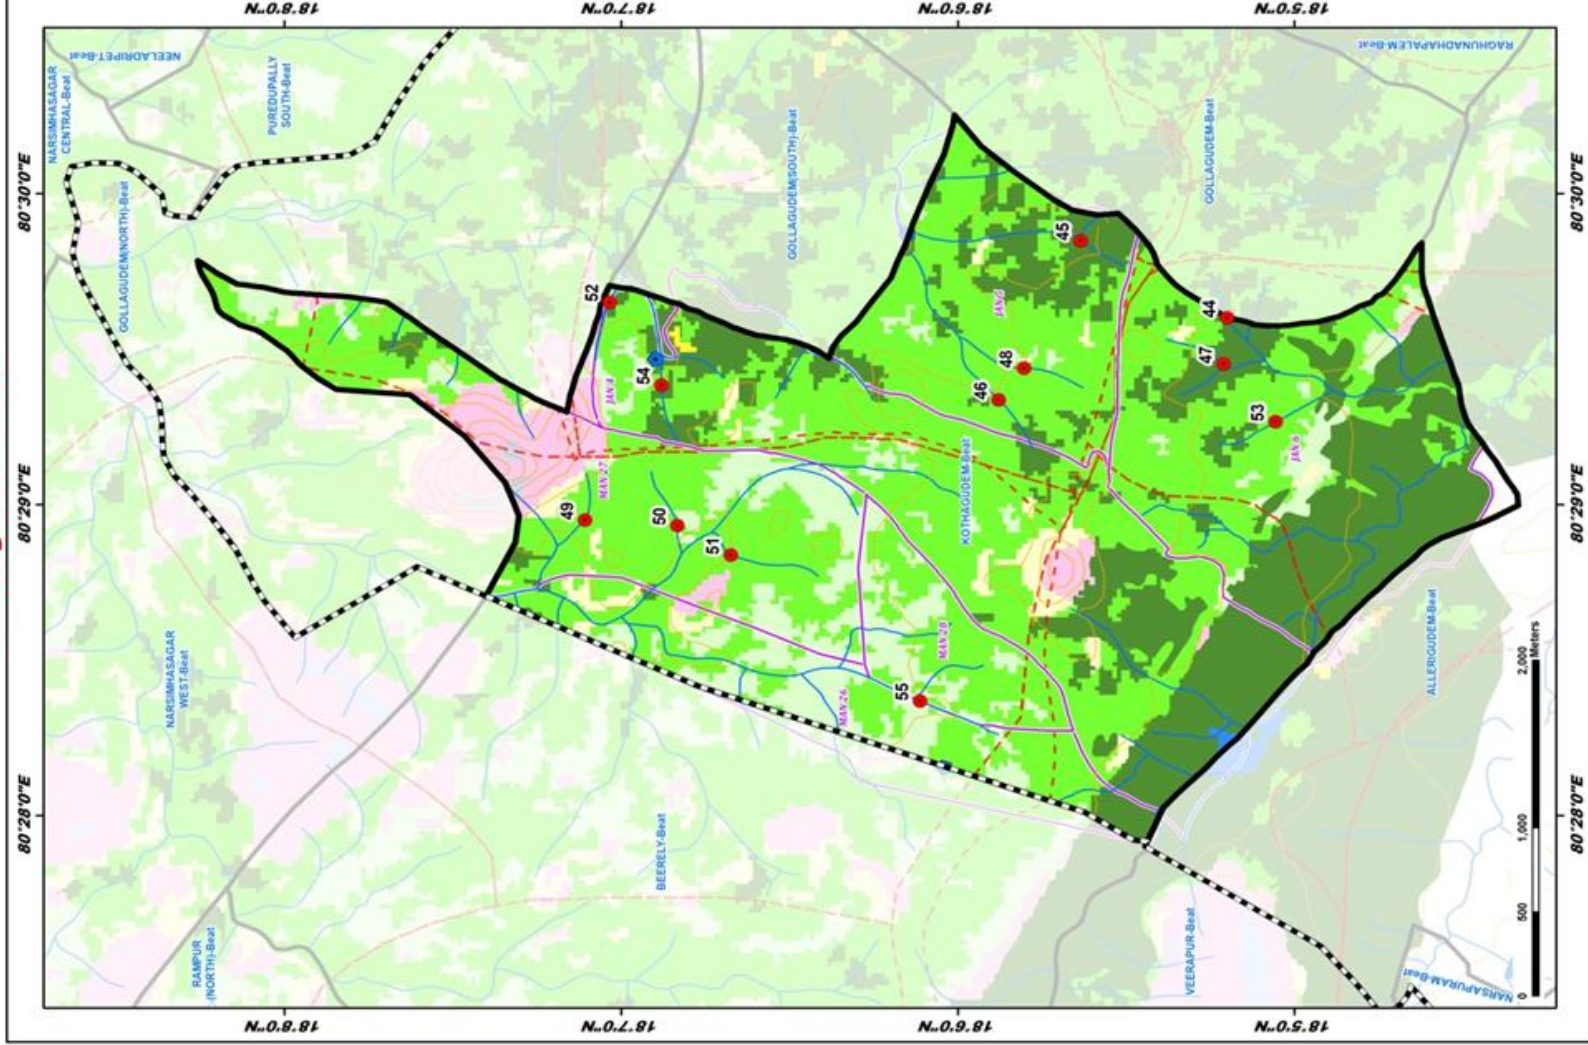 18°8'0"N
18°7'0"N
18°6'0"N
18°5'0"N
NEELADRIPET-Beat
NARSIMHASAGAR
CENTRAL-Beat
PUREDUPALLY
SOUTH-Beat
RAGHUNADHAPALEM-Beat
80°30'0"E
80°30'0"E
GOLLAGUDEM(NORTH)-Beat
GOLLAGUDEM(SOUTH)-Beat
GOLLAGUDEM-Beat
45
52
44
JAN 5
47
48
54
JAN 4
46
53
JAN 6
MAN 27
KOTHAGUDEM-Beat
80°29'0"E
80°29'0"E
49
50
51
NARSIMHASAGAR
WEST-Beat
MAN 28
ALLERIGUDEM-Beat
55
MAN 26
80°28'0"E
80°28'0"E
BEERELY-Beat
RAMPUR
(NORTH)-Beat
VEERAPUR-Beat
NARSAPURAM-Beat
0 500 1,000 2,000
Meters
18°8'0"N
18°7'0"N
18°6'0"N
18°5'0"N